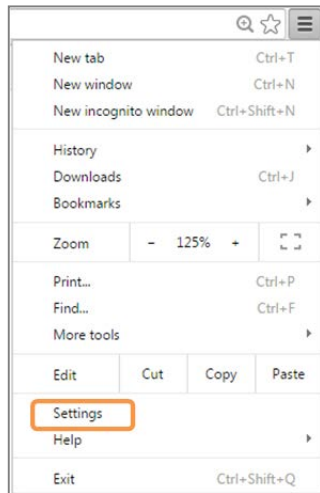 New tab Ctrl+T
New window Ctrl+N
New incognito window Ctrl+Shift+N
History
Downloads Ctrl+J
Bookmarks
Zoom - 125% +
Print... Ctrl+P
Find... Ctrl+F
More tools
Edit Cut Copy Paste
Settings
Help
Exit Ctrl+Shift+Q